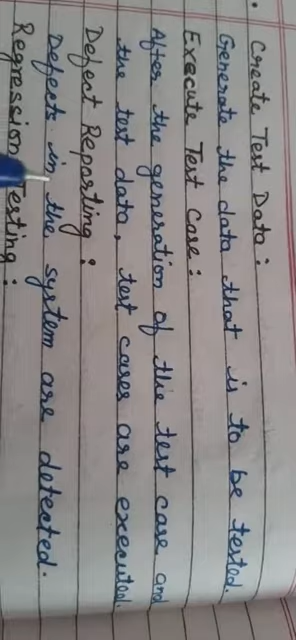 • Create Test Data:
Generate the data that is to be tested.
Execute Test Case:
After the generation of the test case and
the test data, test cases are executed.
Defect Reporting:
Defects in the system are detected.
Regression Testing: